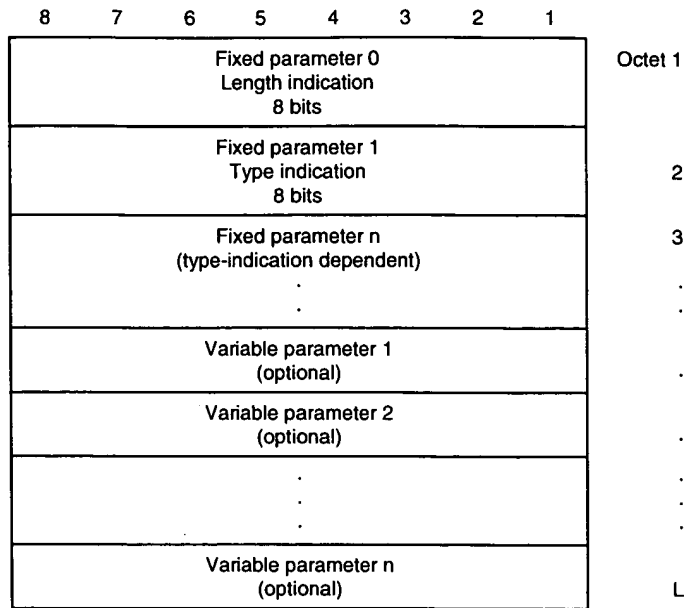 8 7 6 5 4 3 2 1
Fixed parameter 0 Octet 1
Length indication
8 bits
Fixed parameter 1
Type indication 2
8 bits
Fixed parameter n 3
(type-indication dependent)
. .
. .
Variable parameter 1
(optional) .
Variable parameter 2
(optional) .
. .
. .
. .
Variable parameter n
(optional) L